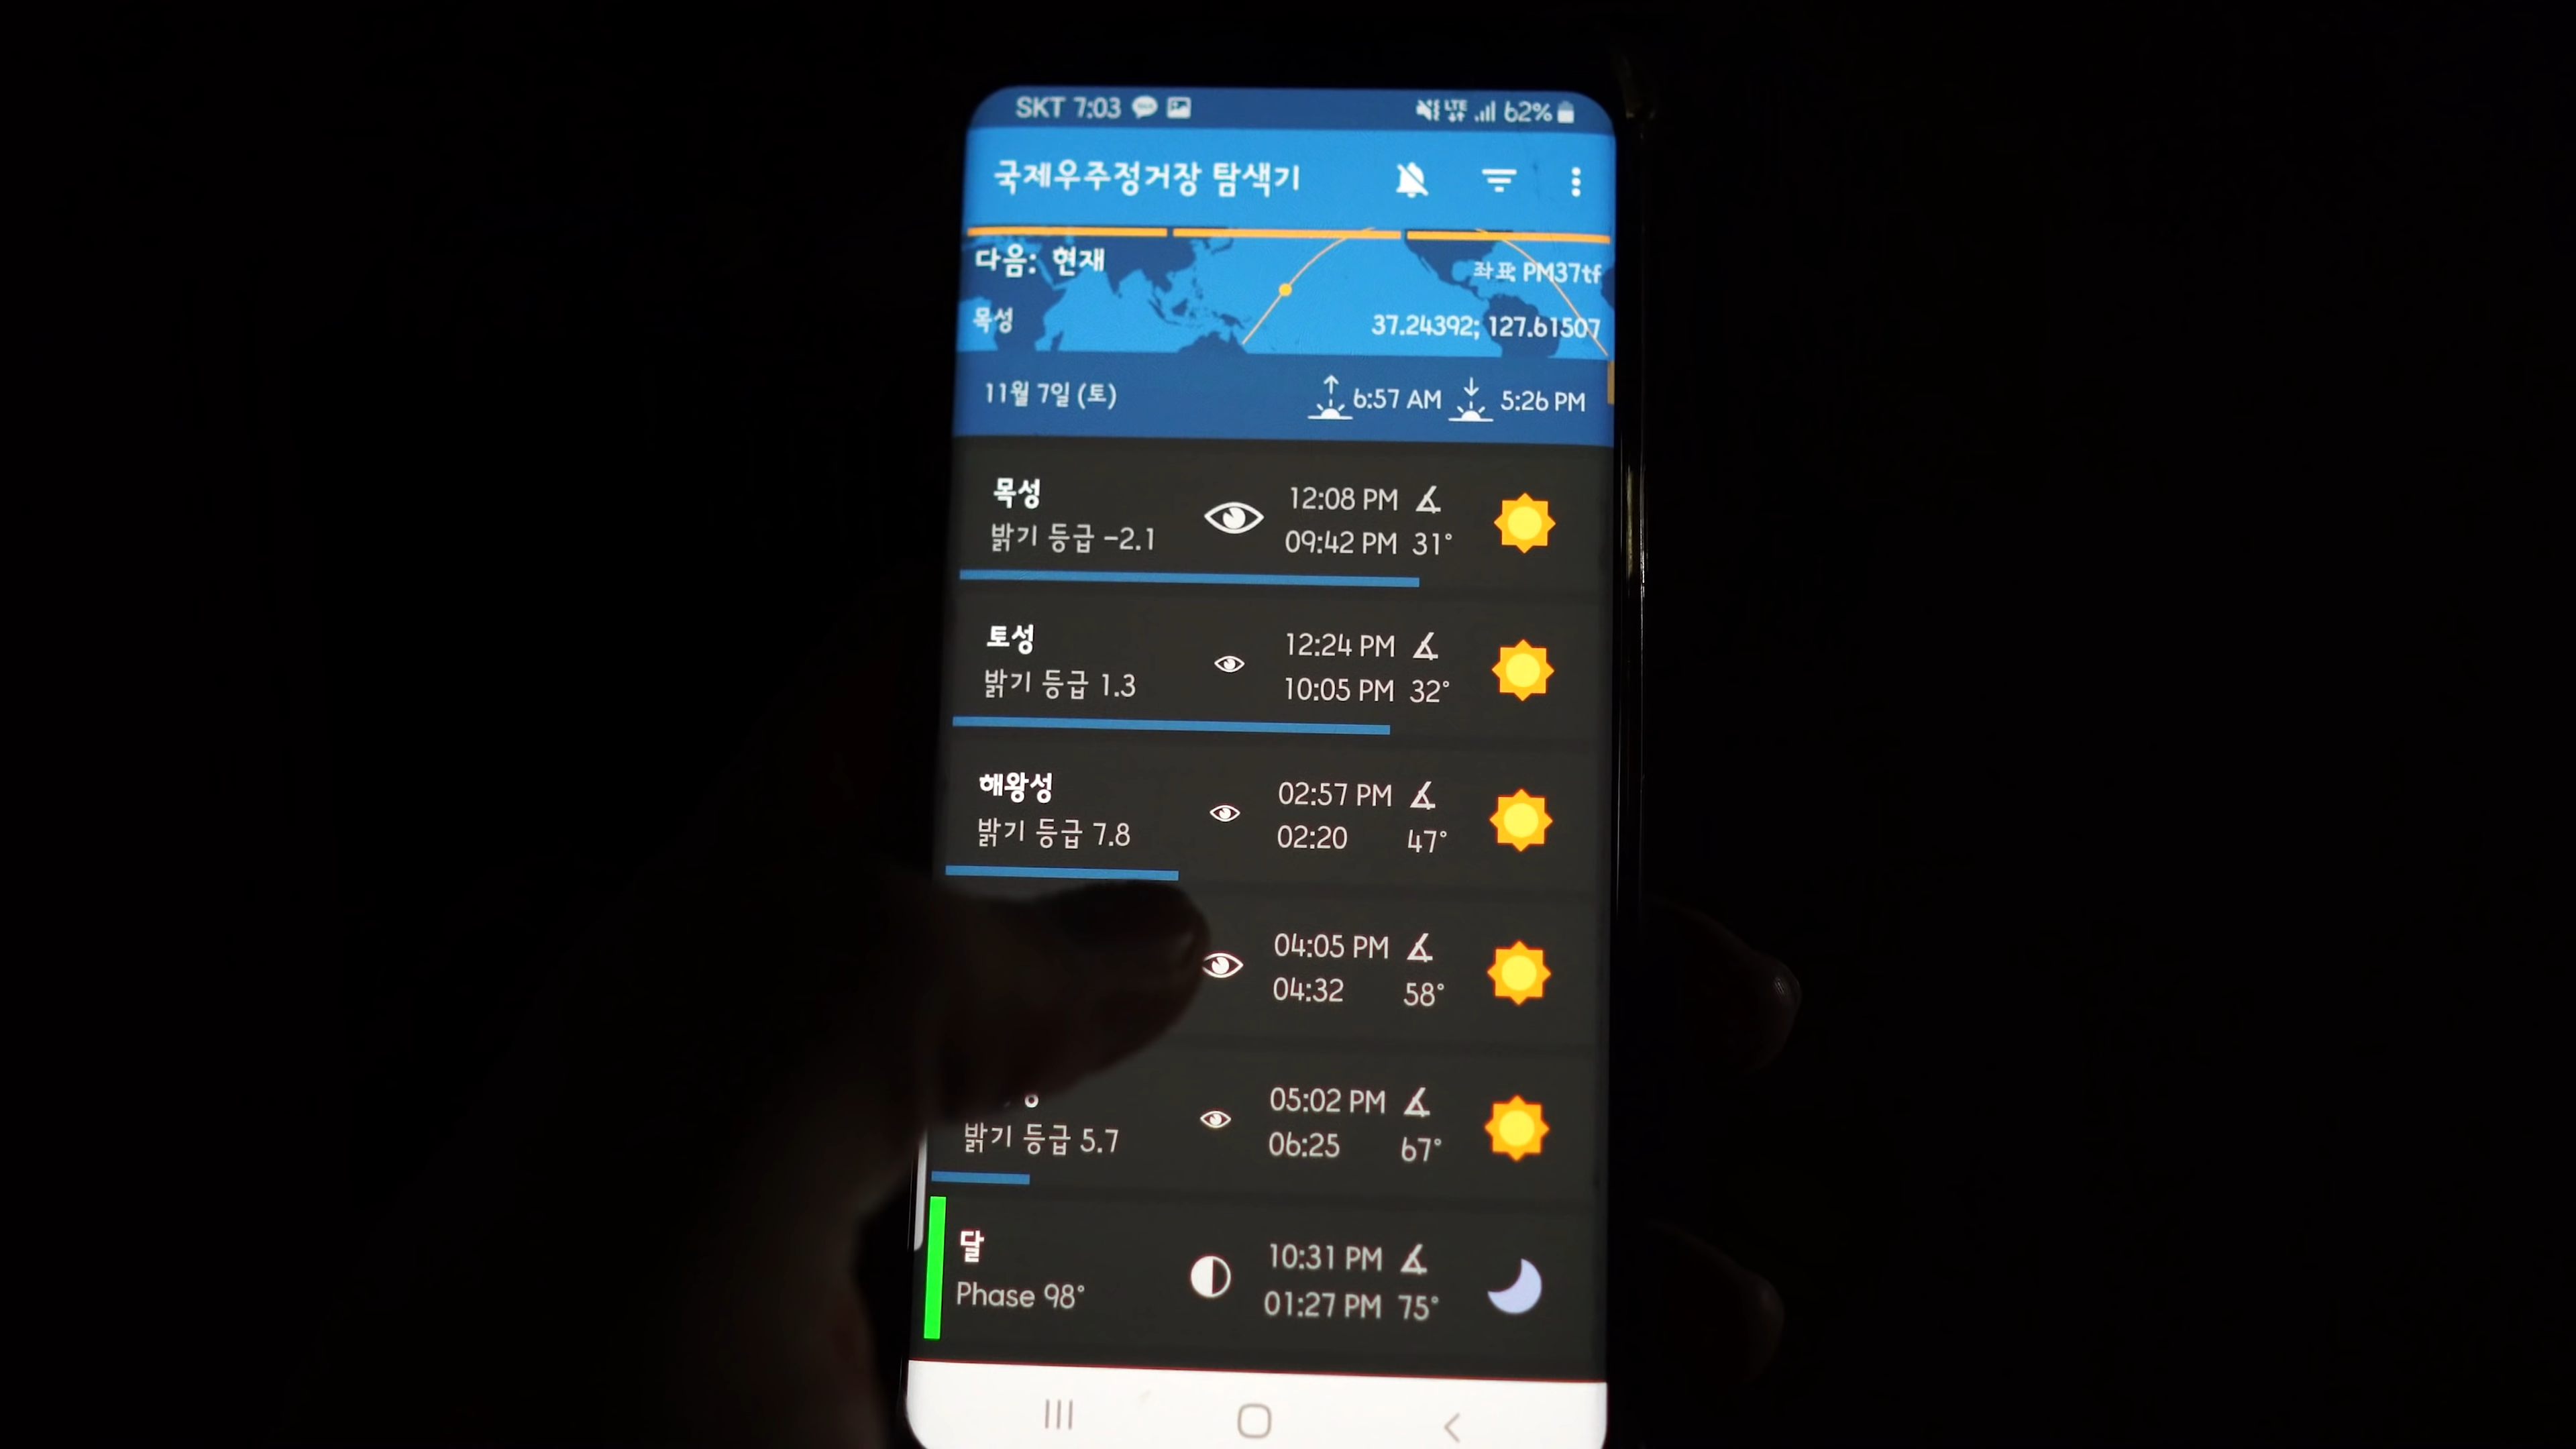 SKT 7:03
LTE 62%
국제우주정거장 탐색기
다음: 현재
좌표 PM37tf
목성
37.24392; 127.61507
11월 7일 (토)
6:57 AM
5:26 PM
목성
밝기 등급 -2.1
12:08 PM
09:42 PM 31°
토성
밝기 등급 1.3
12:24 PM
10:05 PM 32°
해왕성
밝기 등급 7.8
02:57 PM
02:20 47°
04:05 PM
04:32 58°
밝기 등급 5.7
05:02 PM
06:25 67°
달
Phase 98°
10:31 PM
01:27 PM 75°